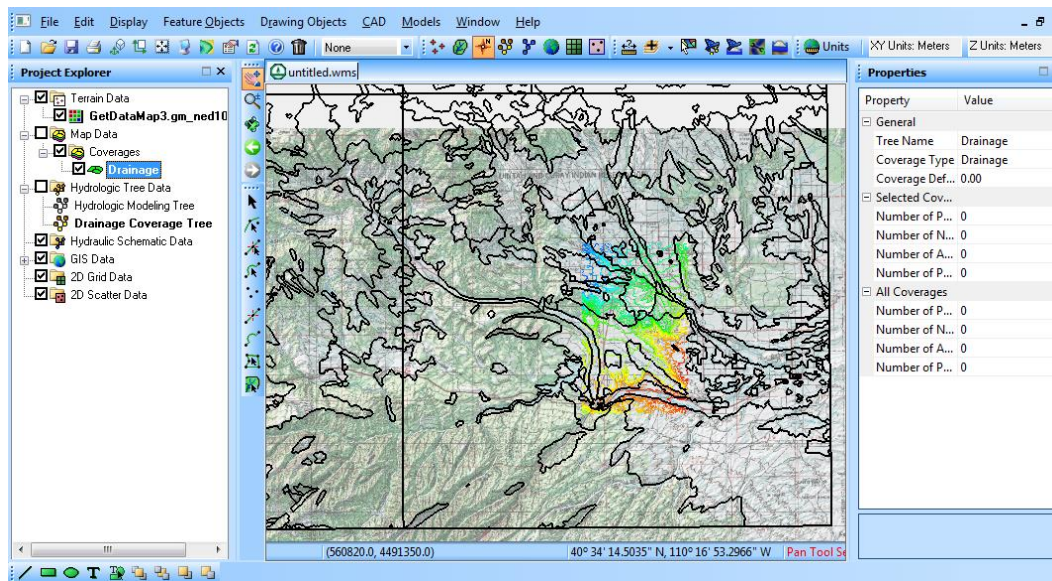 File Edit Display Feature Objects Drawing Objects CAD Models Window Help
None
Units
XY Units: Meters
Z Units: Meters
Project Explorer
untitled.wms
Properties
Terrain Data
GetDataMap3.gm_ned10
Map Data
Coverages
Drainage
Hydrologic Tree Data
Hydrologic Modeling Tree
Drainage Coverage Tree
Hydraulic Schematic Data
GIS Data
2D Grid Data
2D Scatter Data
Property Value
General
Tree Name Drainage
Coverage Type Drainage
Coverage Def... 0.00
Selected Cov...
Number of P... 0
Number of N... 0
Number of A... 0
Number of P... 0
All Coverages
Number of P... 0
Number of N... 0
Number of A... 0
Number of P... 0
(560820.0, 4491350.0)
40º 34' 14.5035" N, 110º 16' 53.2966" W
Pan Tool Se
T